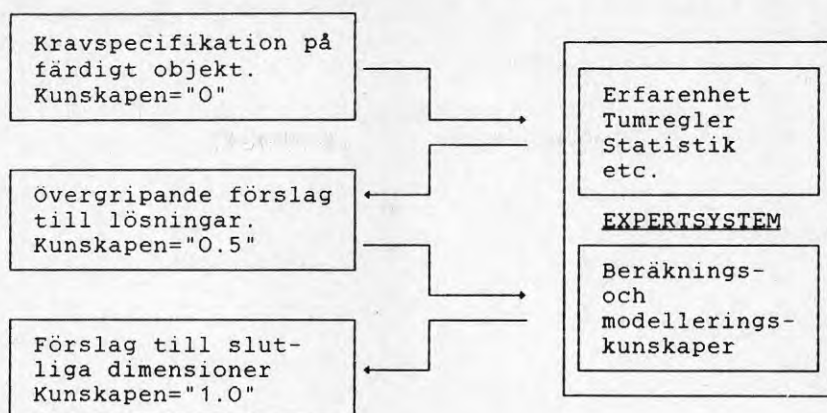 Kravspecifikation på
färdigt objekt.
Kunskapen="0"
Övergripande förslag
till lösningar.
Kunskapen="0.5"
Förslag till slut-
liga dimensioner
Kunskapen="1.0"
Erfarenhet
Tumregler
Statistik
etc.
EXPERTSYSTEM
Beräknings-
och
modellerings-
kunskaper